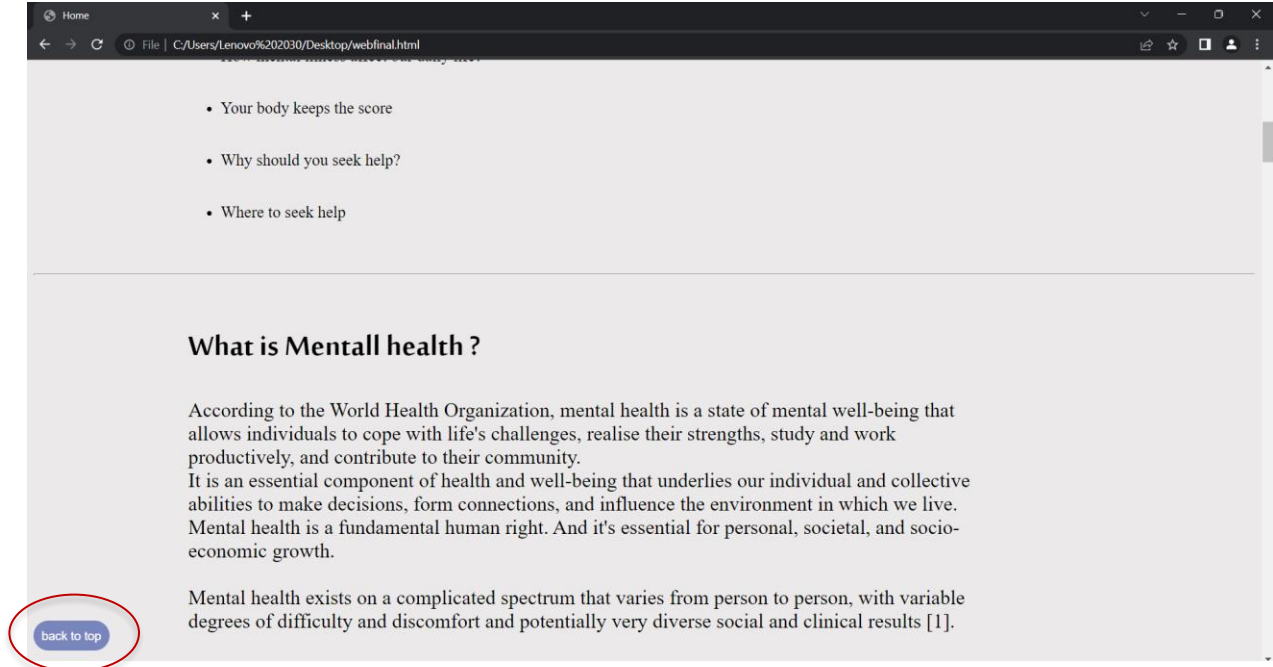 Home
File | C:/Users/Lenovo%202030/Desktop/webfinal.html
• How mental illness affect our daily life?
• Your body keeps the score
• Why should you seek help?
• Where to seek help
What is Mentall health ?
According to the World Health Organization, mental health is a state of mental well-being that
allows individuals to cope with life's challenges, realise their strengths, study and work
productively, and contribute to their community.
It is an essential component of health and well-being that underlies our individual and collective
abilities to make decisions, form connections, and influence the environment in which we live.
Mental health is a fundamental human right. And it's essential for personal, societal, and socio-
economic growth.
Mental health exists on a complicated spectrum that varies from person to person, with variable
degrees of difficulty and discomfort and potentially very diverse social and clinical results [1].
back to top